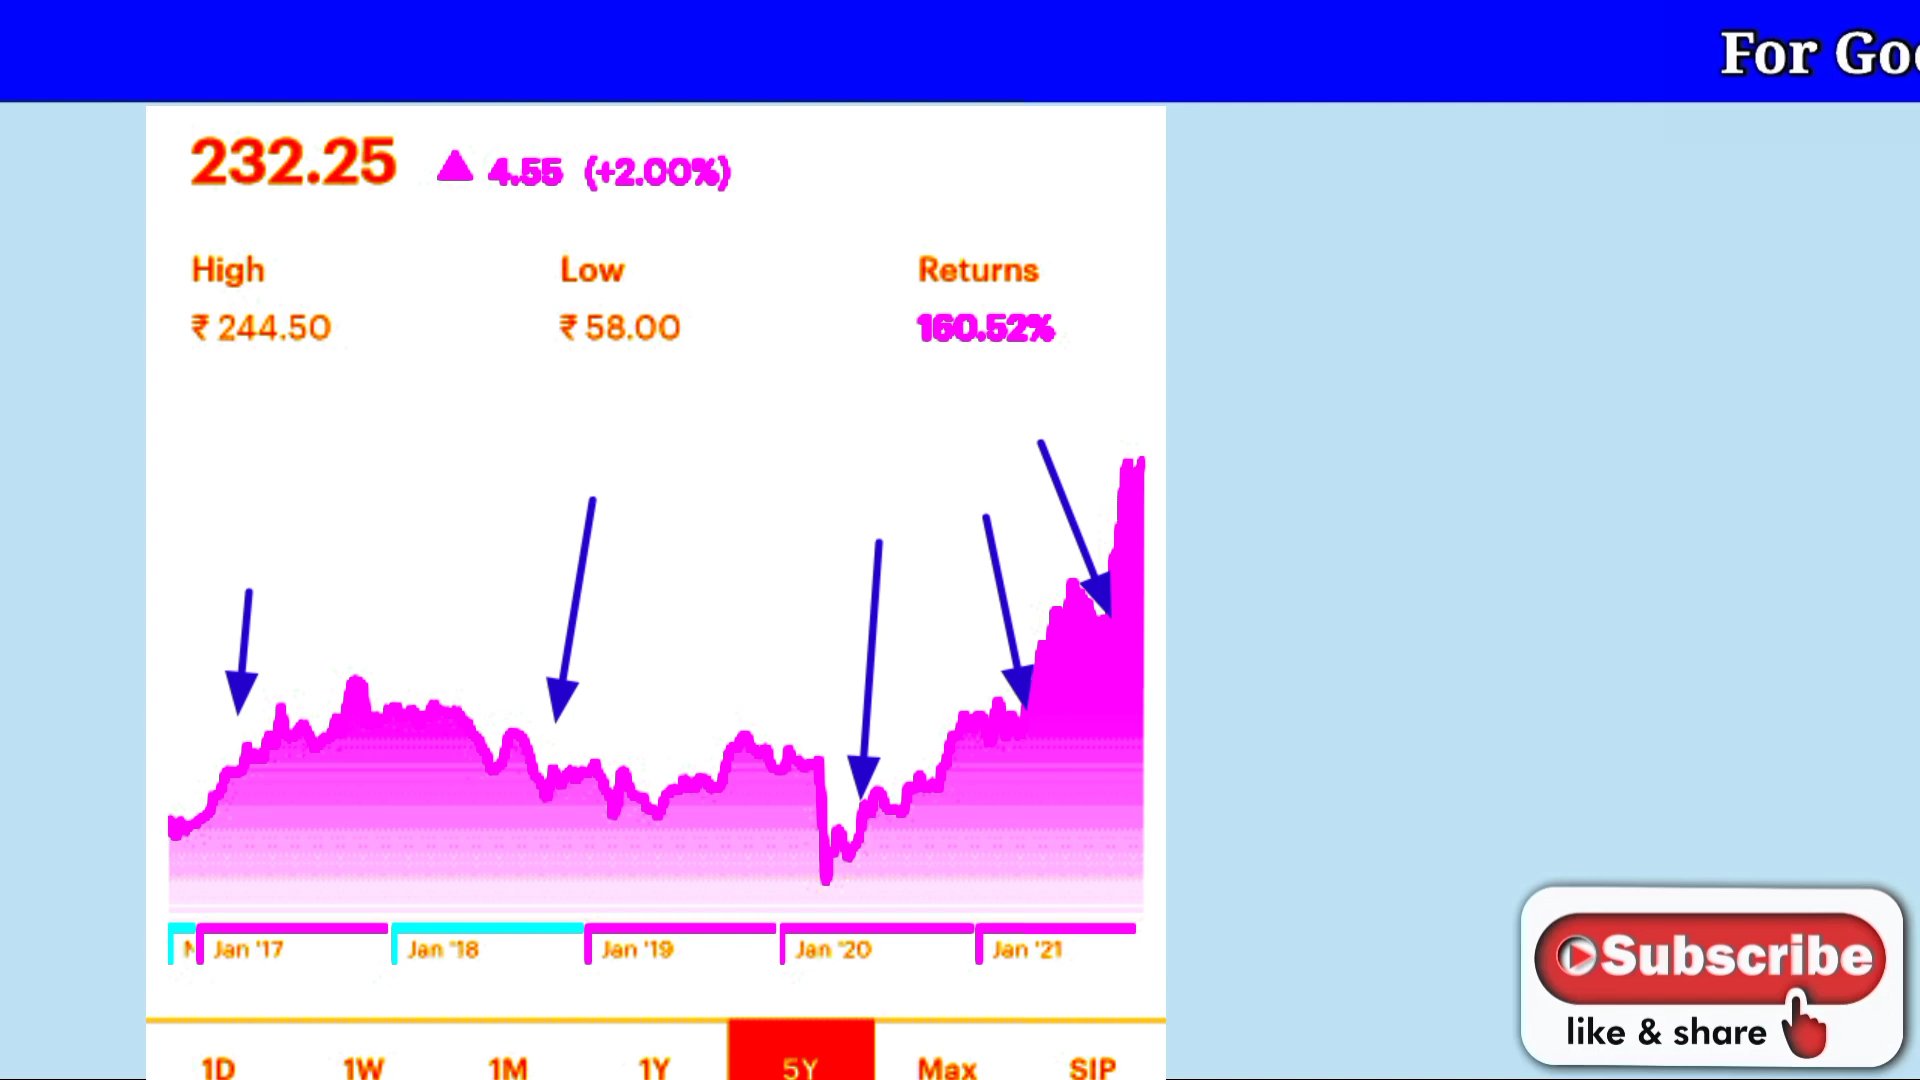 For
232.25 ▲ 4.55 (+2.00%)
High Low Returns
₹ 244.50 ₹ 58.00 160.52%
Jan '17 Jan '18 Jan '19 Jan '20 Jan '21
1D 1W 1M 1Y 5Y Max SIP
Subscribe
like & share